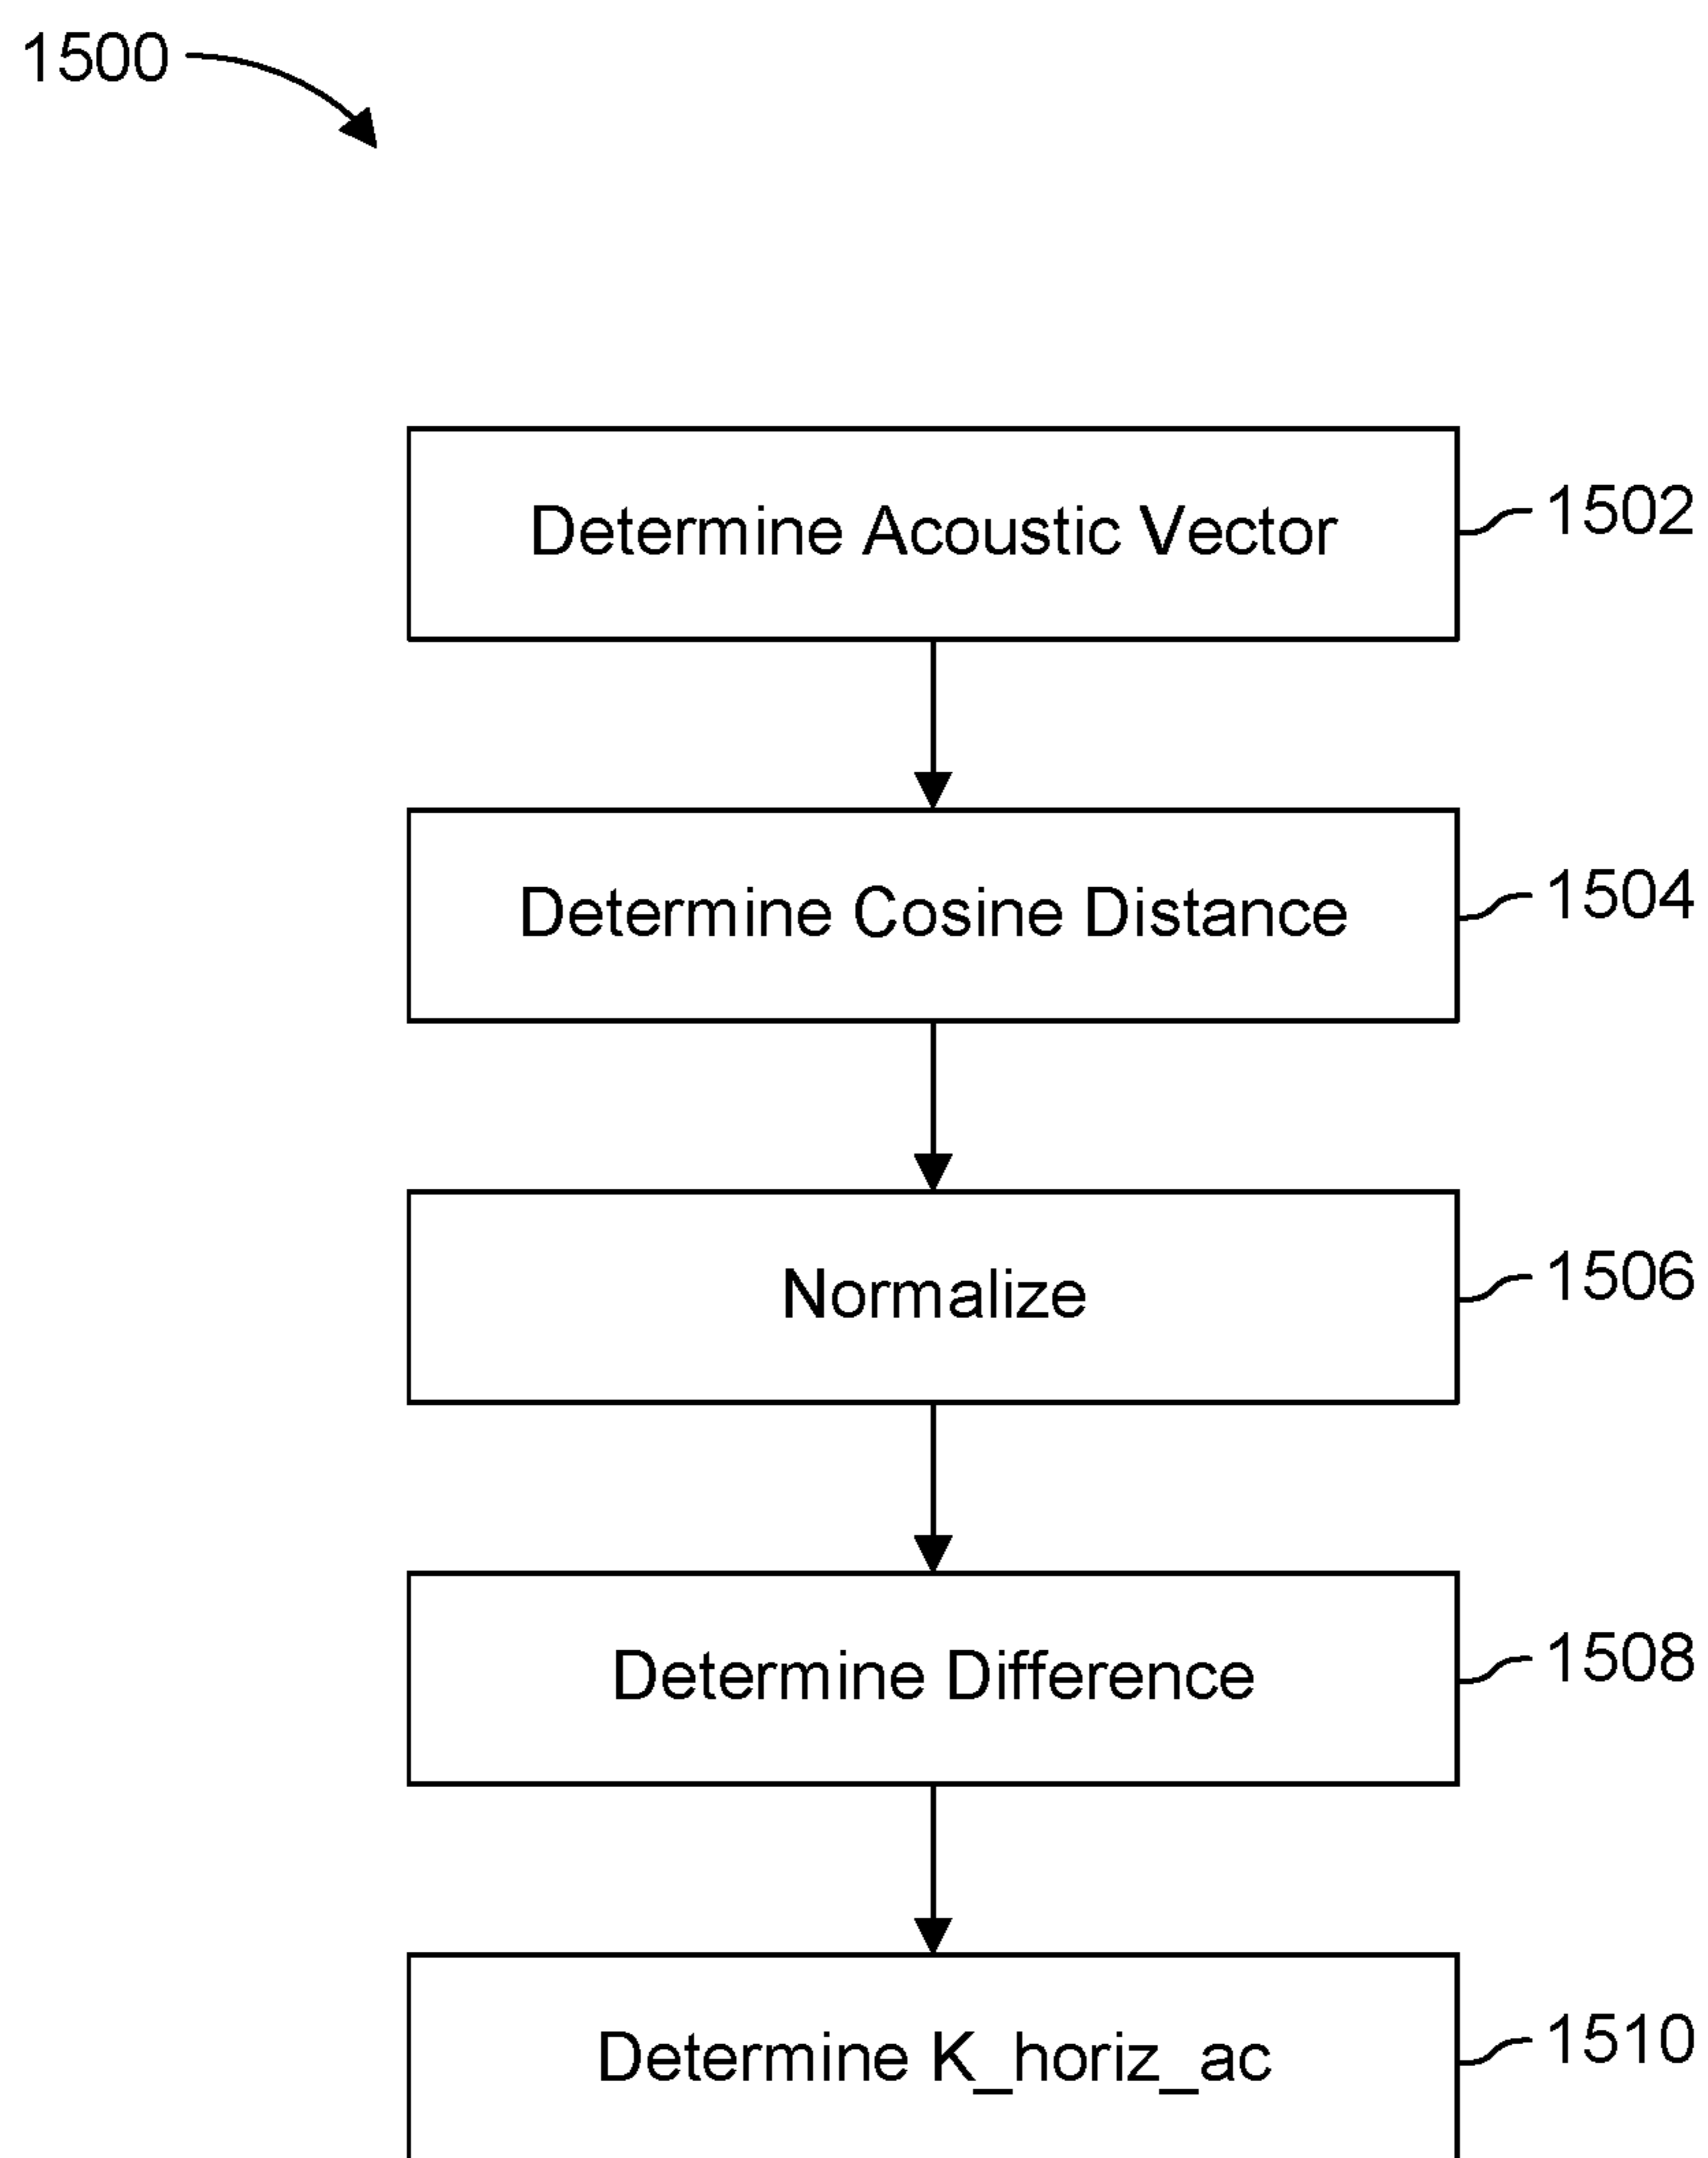 1500
Determine Acoustic Vector
1502
Determine Cosine Distance
1504
Normalize
1506
Determine Difference
1508
Determine K_horiz_ac
1510